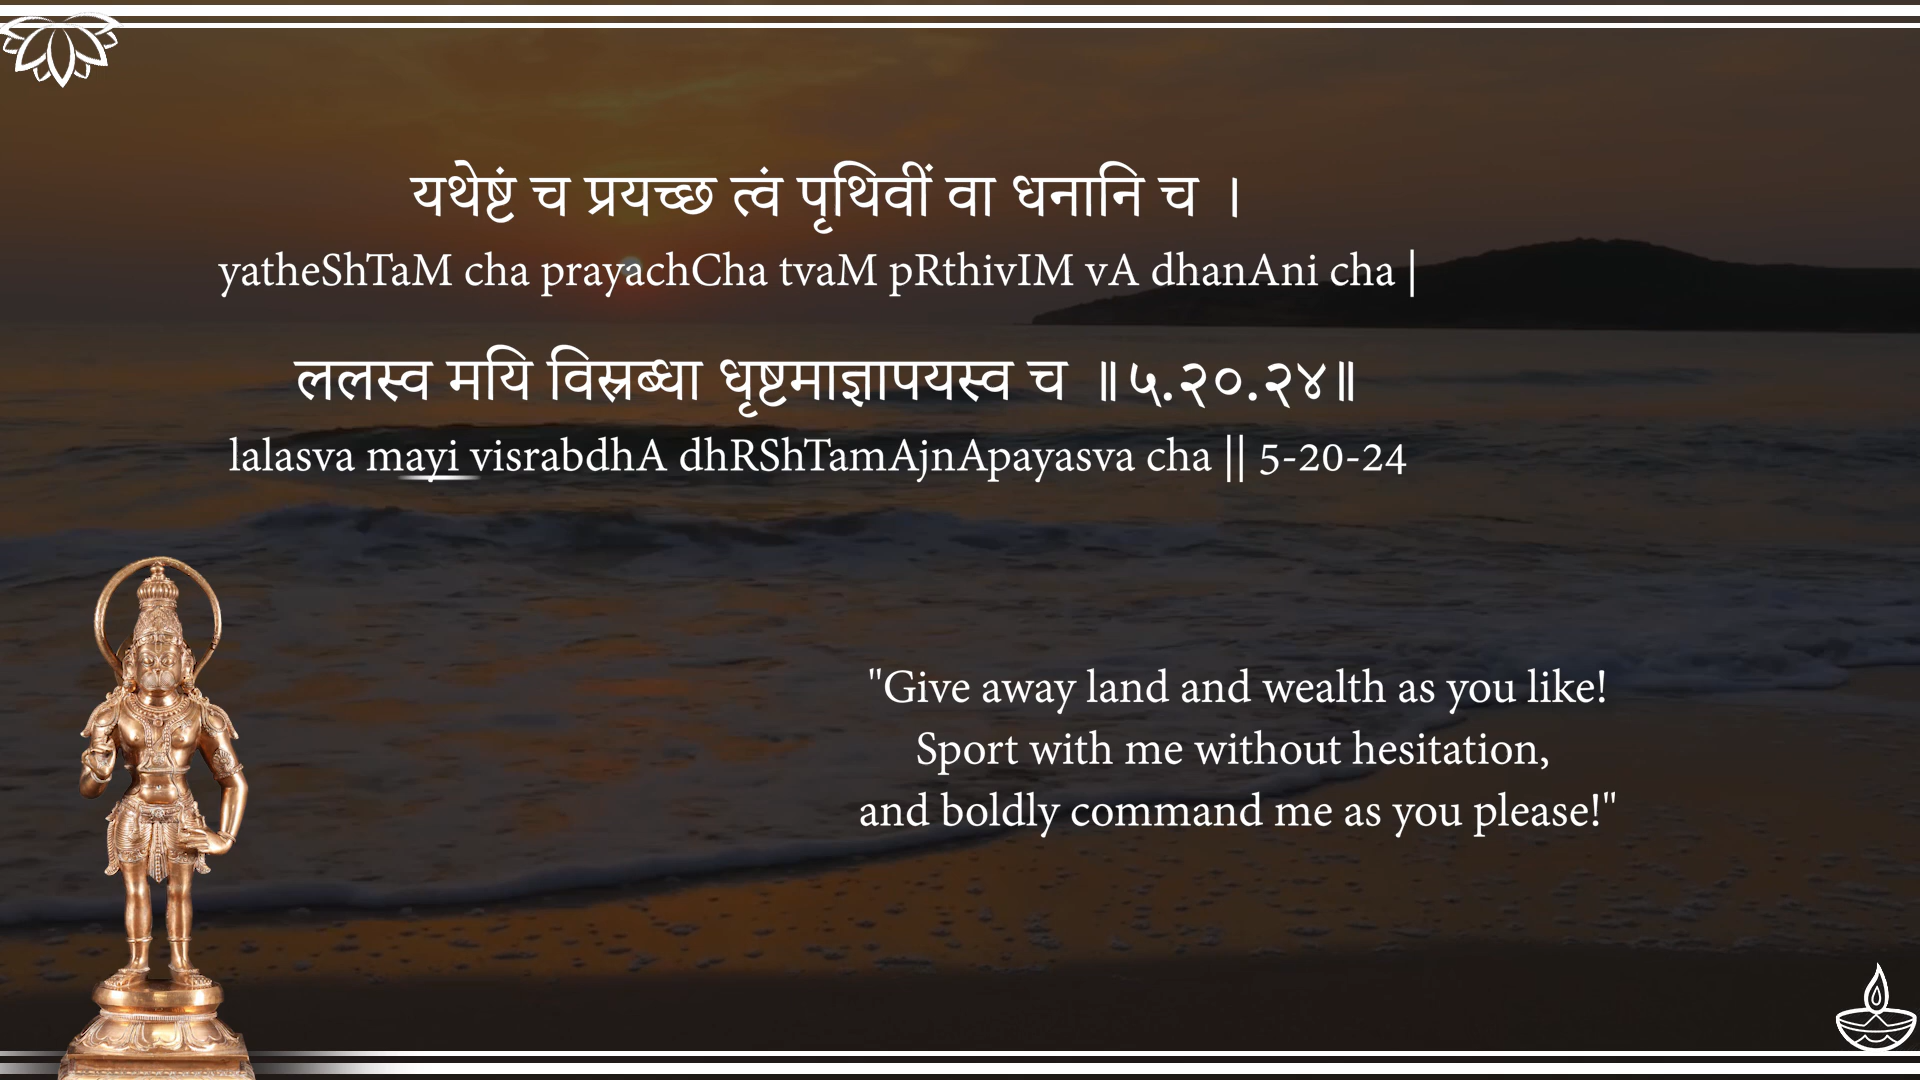 यथेष्टं च प्रयच्छ त्वं पृथिवीं वा धनानि च ।
yatheShTaM cha prayachCha tvaM pRthivIM vA dhanAni cha |
ललस्व मयि विस्रब्धा धृष्टमाज्ञापयस्व च ॥५.२०.२४॥
lalasva mayi visrabdhA dhRShTamAjnApayasva cha || 5-20-24
"Give away land and wealth as you like!
Sport with me without hesitation,
and boldly command me as you please!"